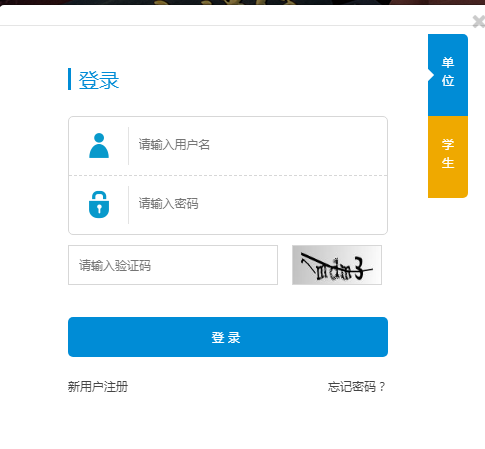 登录
单位
请输入用户名
学生
请输入密码
请输入验证码
登 录
新用户注册
忘记密码？